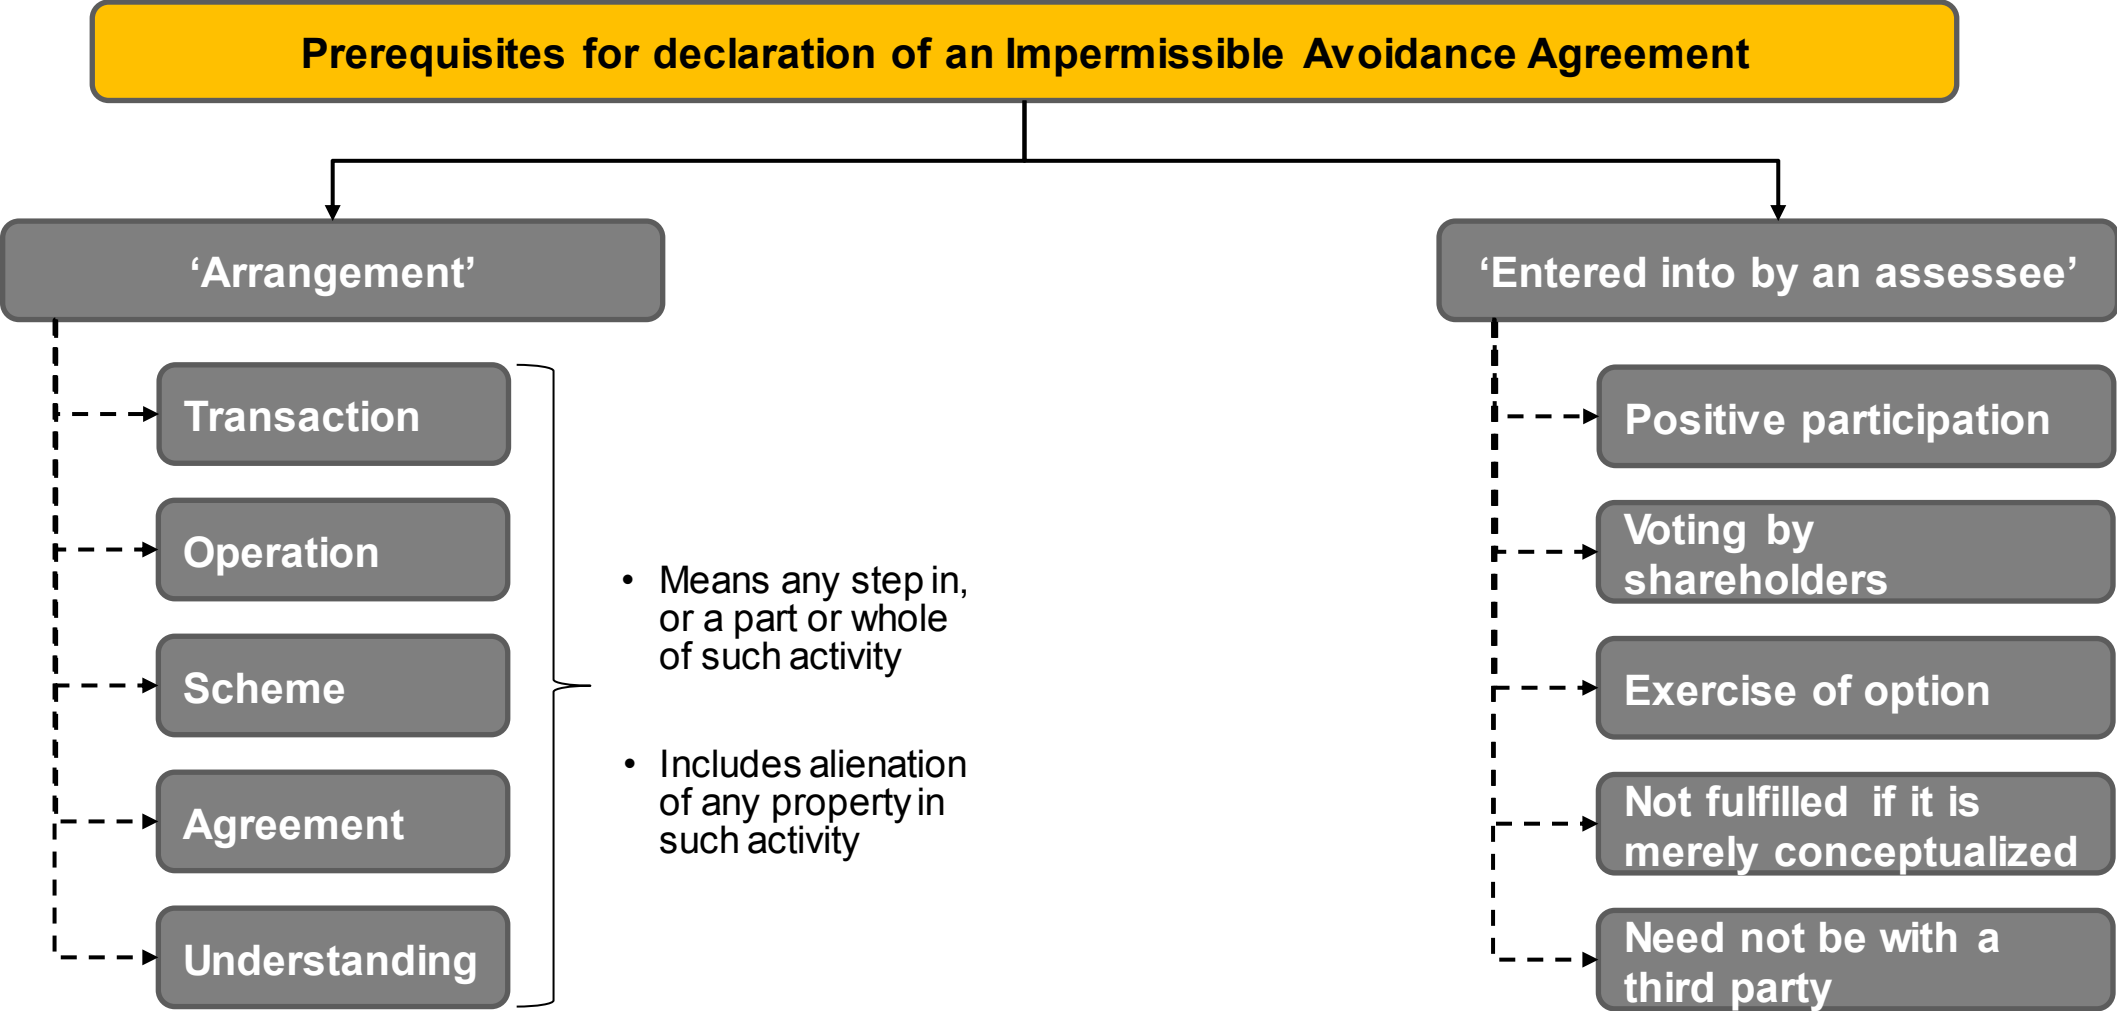 Prerequisites for declaration of an Impermissible Avoidance Agreement
‘Arrangement’
Transaction
Operation
Scheme
Agreement
Understanding
• Means any step in,
or a part or whole
of such activity
• Includes alienation
of any property in
such activity
‘Entered into by an assessee’
Positive participation
Voting by
shareholders
Exercise of option
Not fulfilled if it is
merely conceptualized
Need not be with a
third party